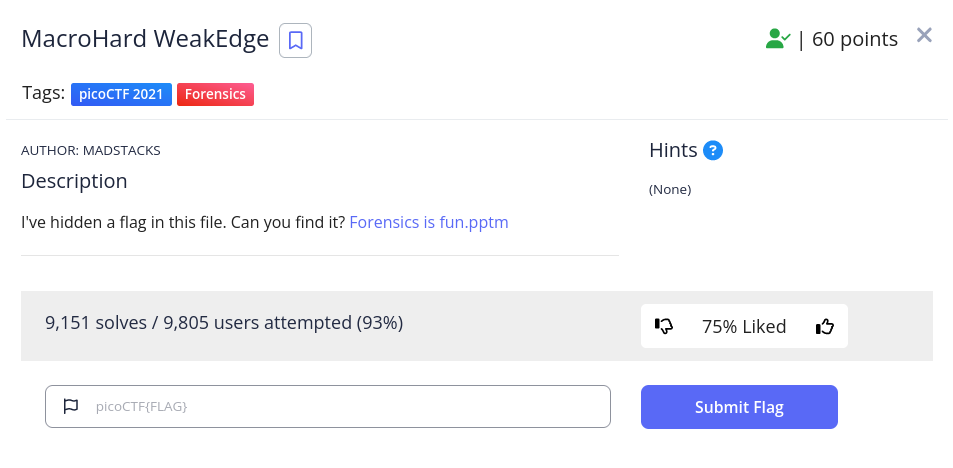 MacroHard WeakEdge
| 60 points
Tags: picoCTF 2021 Forensics
AUTHOR: MADSTACKS
Description
I've hidden a flag in this file. Can you find it? Forensics is fun.pptm
Hints ?
(None)
9,151 solves / 9,805 users attempted (93%)
75% Liked
picoCTF{FLAG}
Submit Flag